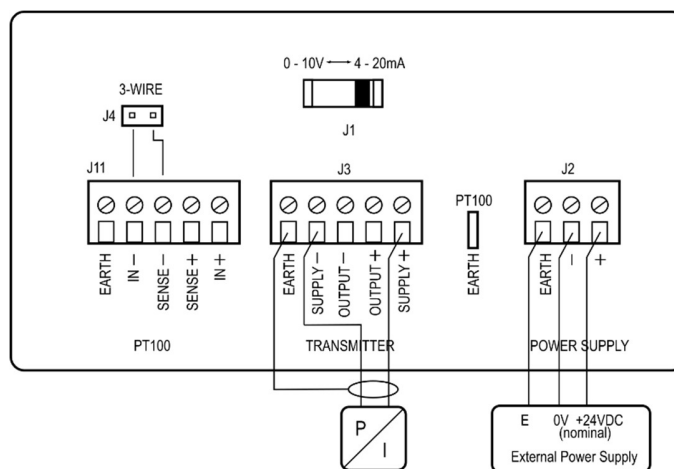 0 - 10V ⟷ 4 - 20mA
J1
3-WIRE
J4
J11
EARTH
IN −
SENSE −
SENSE +
IN +
PT100
J3
EARTH
SUPPLY −
OUTPUT −
OUTPUT +
SUPPLY +
TRANSMITTER
PT100
EARTH
J2
EARTH
−
+
POWER SUPPLY
P
I
E 0V +24VDC
(nominal)
External Power Supply